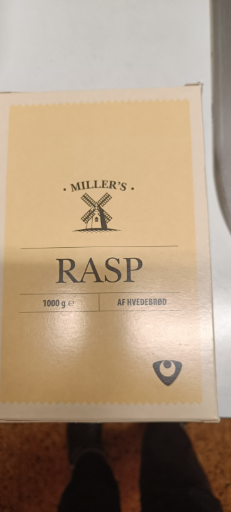 • MILLER'S •
RASP
1000 g ℮ AF HVEDEBRØD